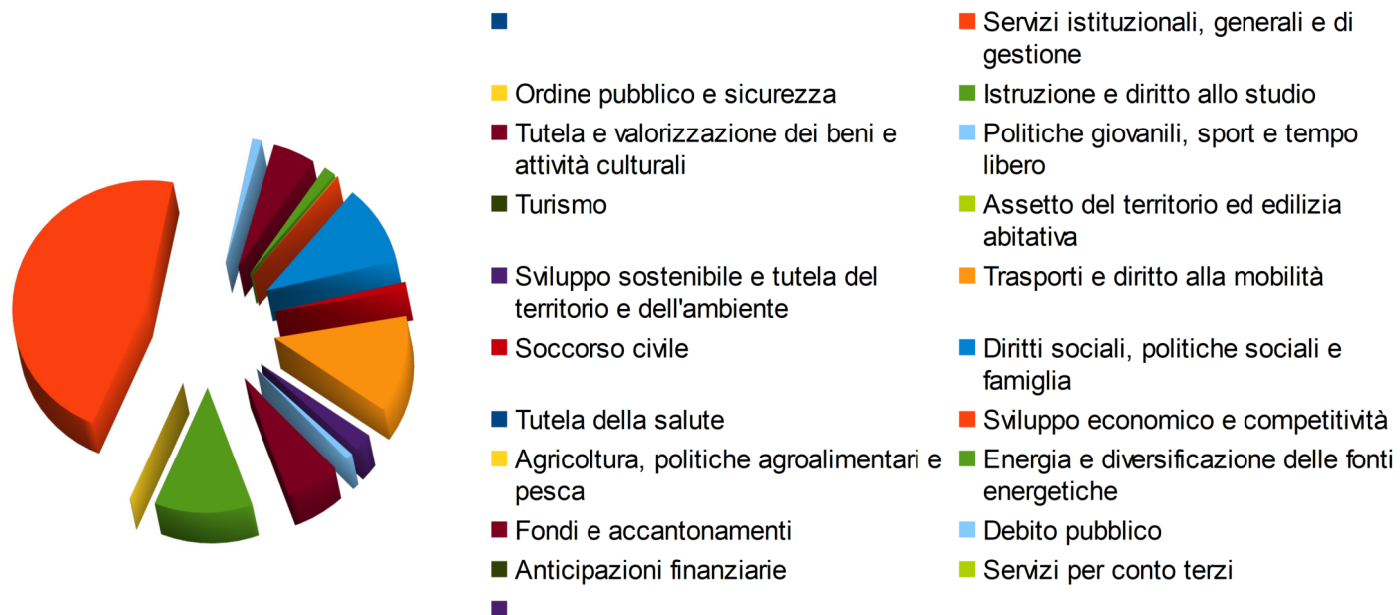 Servizi istituzionali, generali e di
gestione
Ordine pubblico e sicurezza
Istruzione e diritto allo studio
Tutela e valorizzazione dei beni e
attività culturali
Politiche giovanili, sport e tempo
libero
Turismo
Assetto del territorio ed edilizia
abitativa
Sviluppo sostenibile e tutela del
territorio e dell'ambiente
Trasporti e diritto alla mobilità
Soccorso civile
Diritti sociali, politiche sociali e
famiglia
Tutela della salute
Sviluppo economico e competitività
Agricoltura, politiche agroalimentari e
pesca
Energia e diversificazione delle fonti
energetiche
Fondi e accantonamenti
Debito pubblico
Anticipazioni finanziarie
Servizi per conto terzi